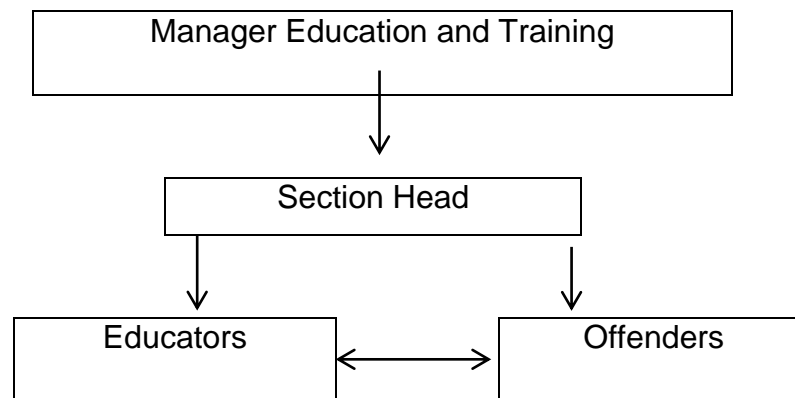 Manager Education and Training
Section Head
Educators
Offenders